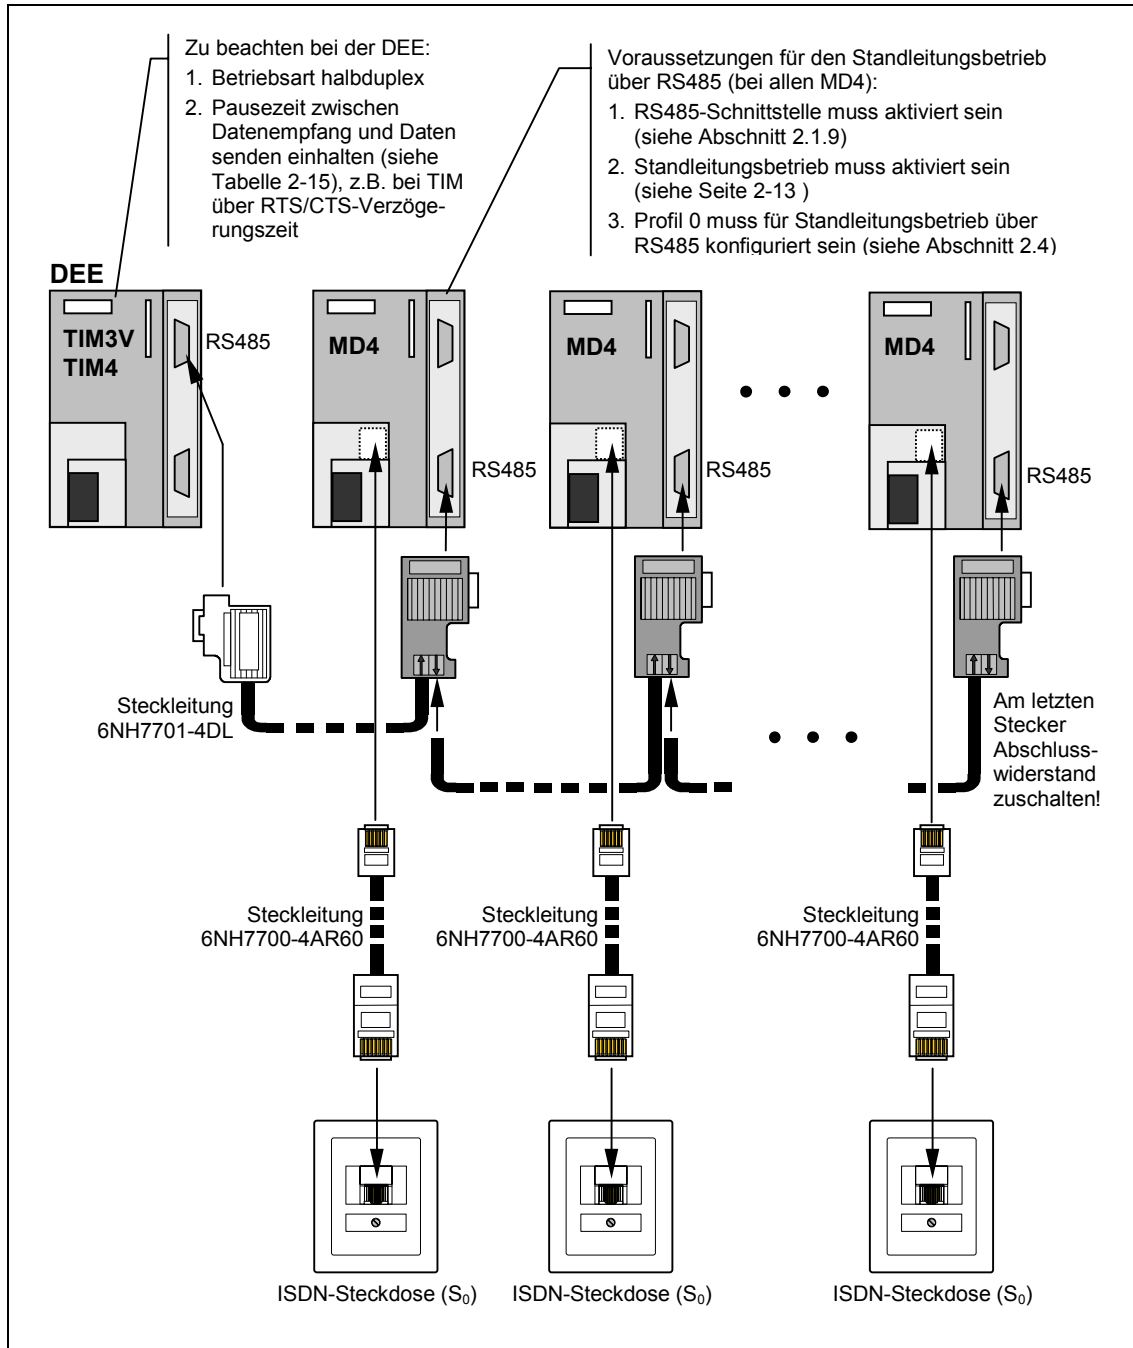 Zu beachten bei der DEE:
1. Betriebsart halbduplex
2. Pausezeit zwischen
Datenempfang und Daten
senden einhalten (siehe
Tabelle 2-15), z.B. bei TIM
über RTS/CTS-Verzöge-
rungszeit
Voraussetzungen für den Standleitungsbetrieb
über RS485 (bei allen MD4):
1. RS485-Schnittstelle muss aktiviert sein
(siehe Abschnitt 2.1.9)
2. Standleitungsbetrieb muss aktiviert sein
(siehe Seite 2-13 )
3. Profil 0 muss für Standleitungsbetrieb über
RS485 konfiguriert sein (siehe Abschnitt 2.4)
DEE
TIM3V
TIM4
RS485
MD4
RS485
MD4
RS485
MD4
RS485
Steckleitung
6NH7701-4DL
Am letzten
Stecker
Abschluss-
widerstand
zuschalten!
Steckleitung
6NH7700-4AR60
Steckleitung
6NH7700-4AR60
Steckleitung
6NH7700-4AR60
ISDN-Steckdose (S₀)
ISDN-Steckdose (S₀)
ISDN-Steckdose (S₀)